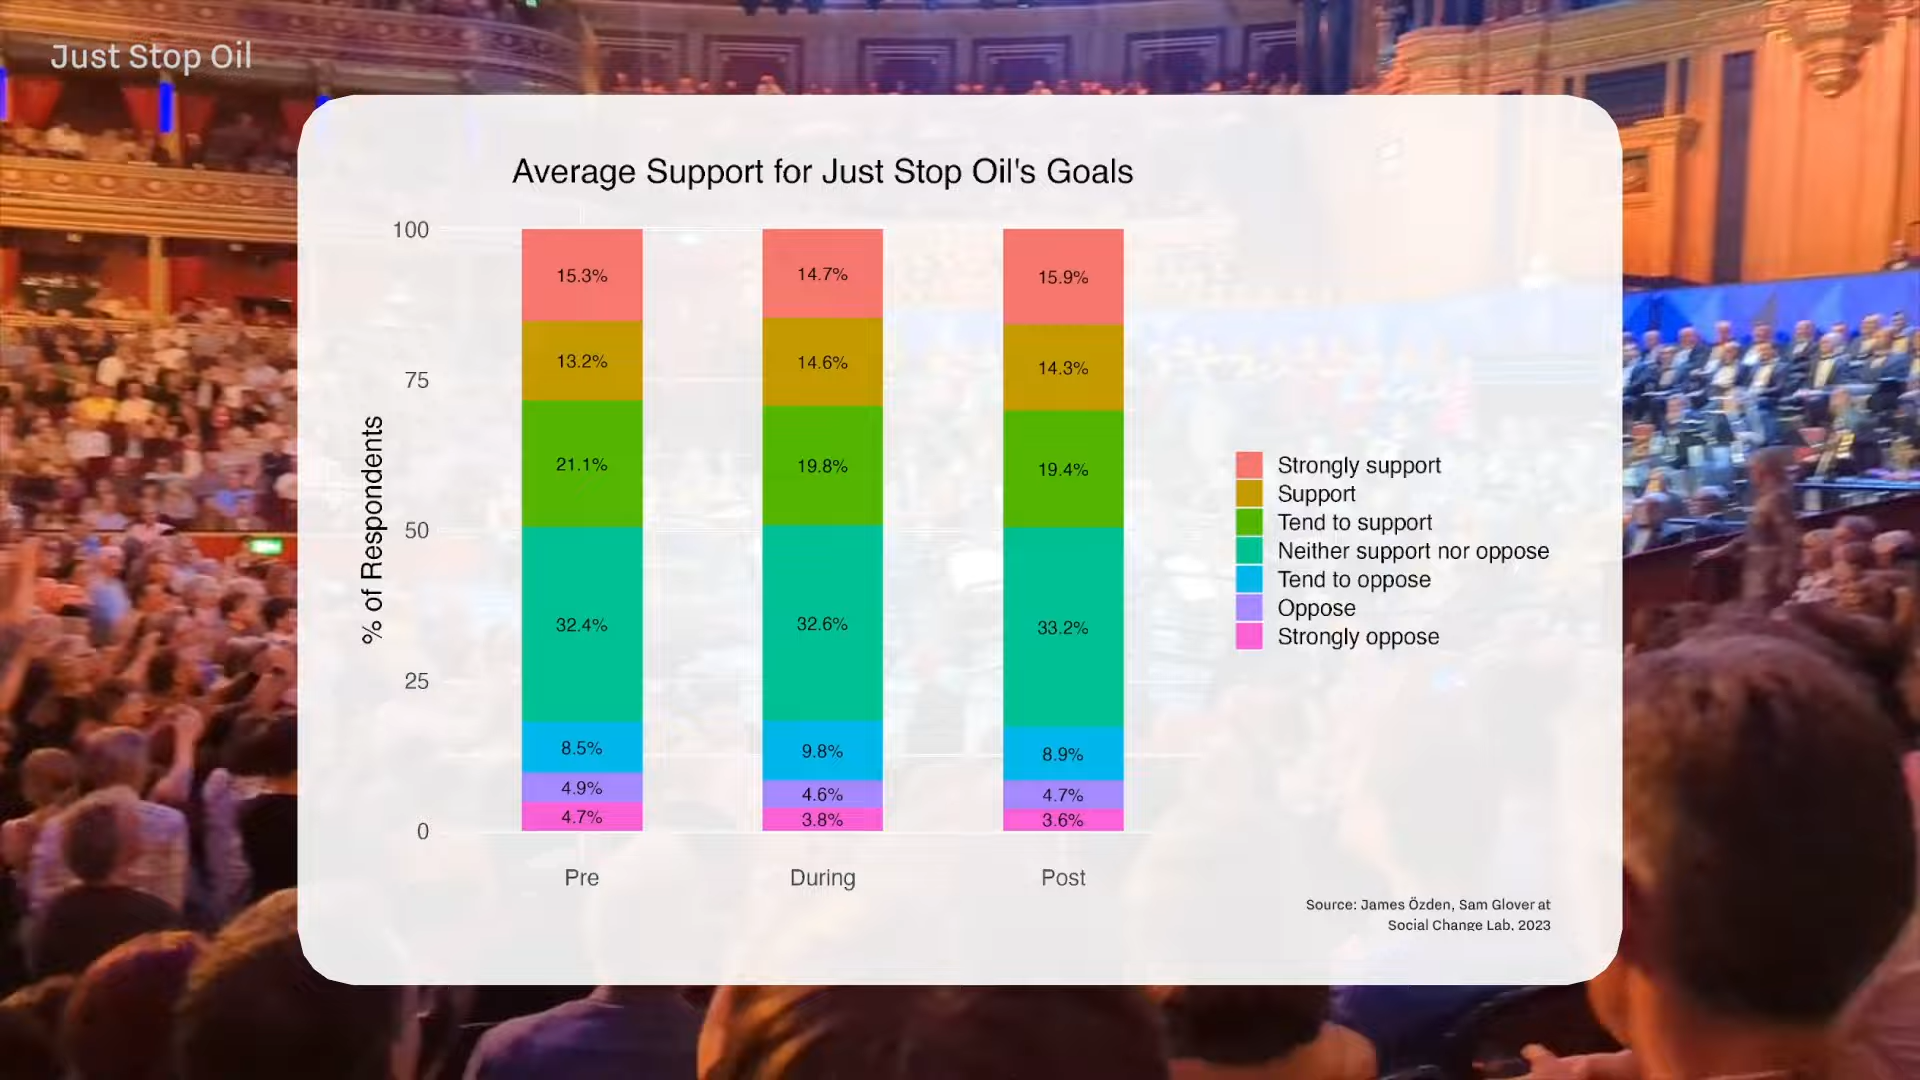 Just Stop Oil
Average Support for Just Stop Oil's Goals
% of Respondents
100
75
50
25
0
15.3%
13.2%
21.1%
32.4%
8.5%
4.9%
4.7%
14.7%
14.6%
19.8%
32.6%
9.8%
4.6%
3.8%
15.9%
14.3%
19.4%
33.2%
8.9%
4.7%
3.6%
Pre
During
Post
Strongly support
Support
Tend to support
Neither support nor oppose
Tend to oppose
Oppose
Strongly oppose
Source: James Özden, Sam Glover at
Social Change Lab, 2023